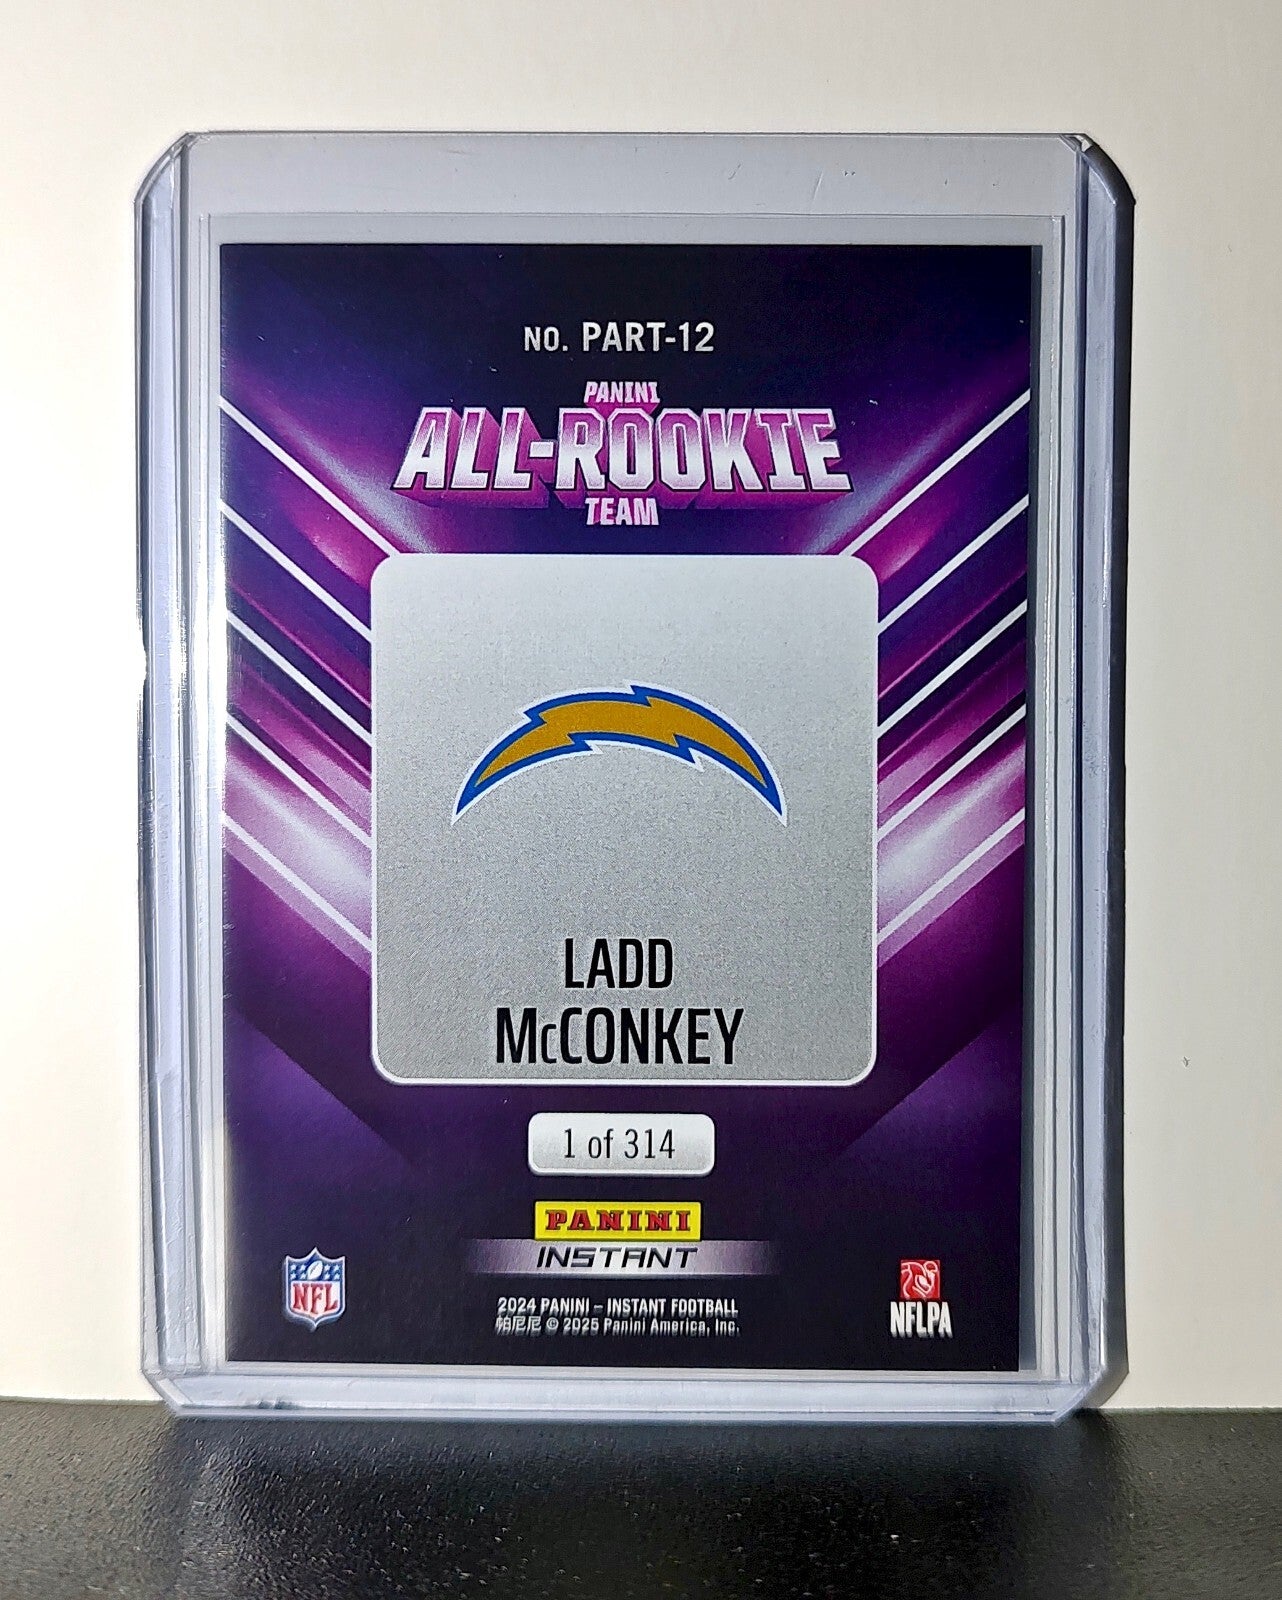 NO. PART-12
PANINI
ALL-ROOKIE
TEAM
LADD
McCONKEY
1 of 314
PANINI
INSTANT
NFL
2024 PANINI – INSTANT FOOTBALL
帕尼尼 © 2025 Panini America, Inc.
NFLPA